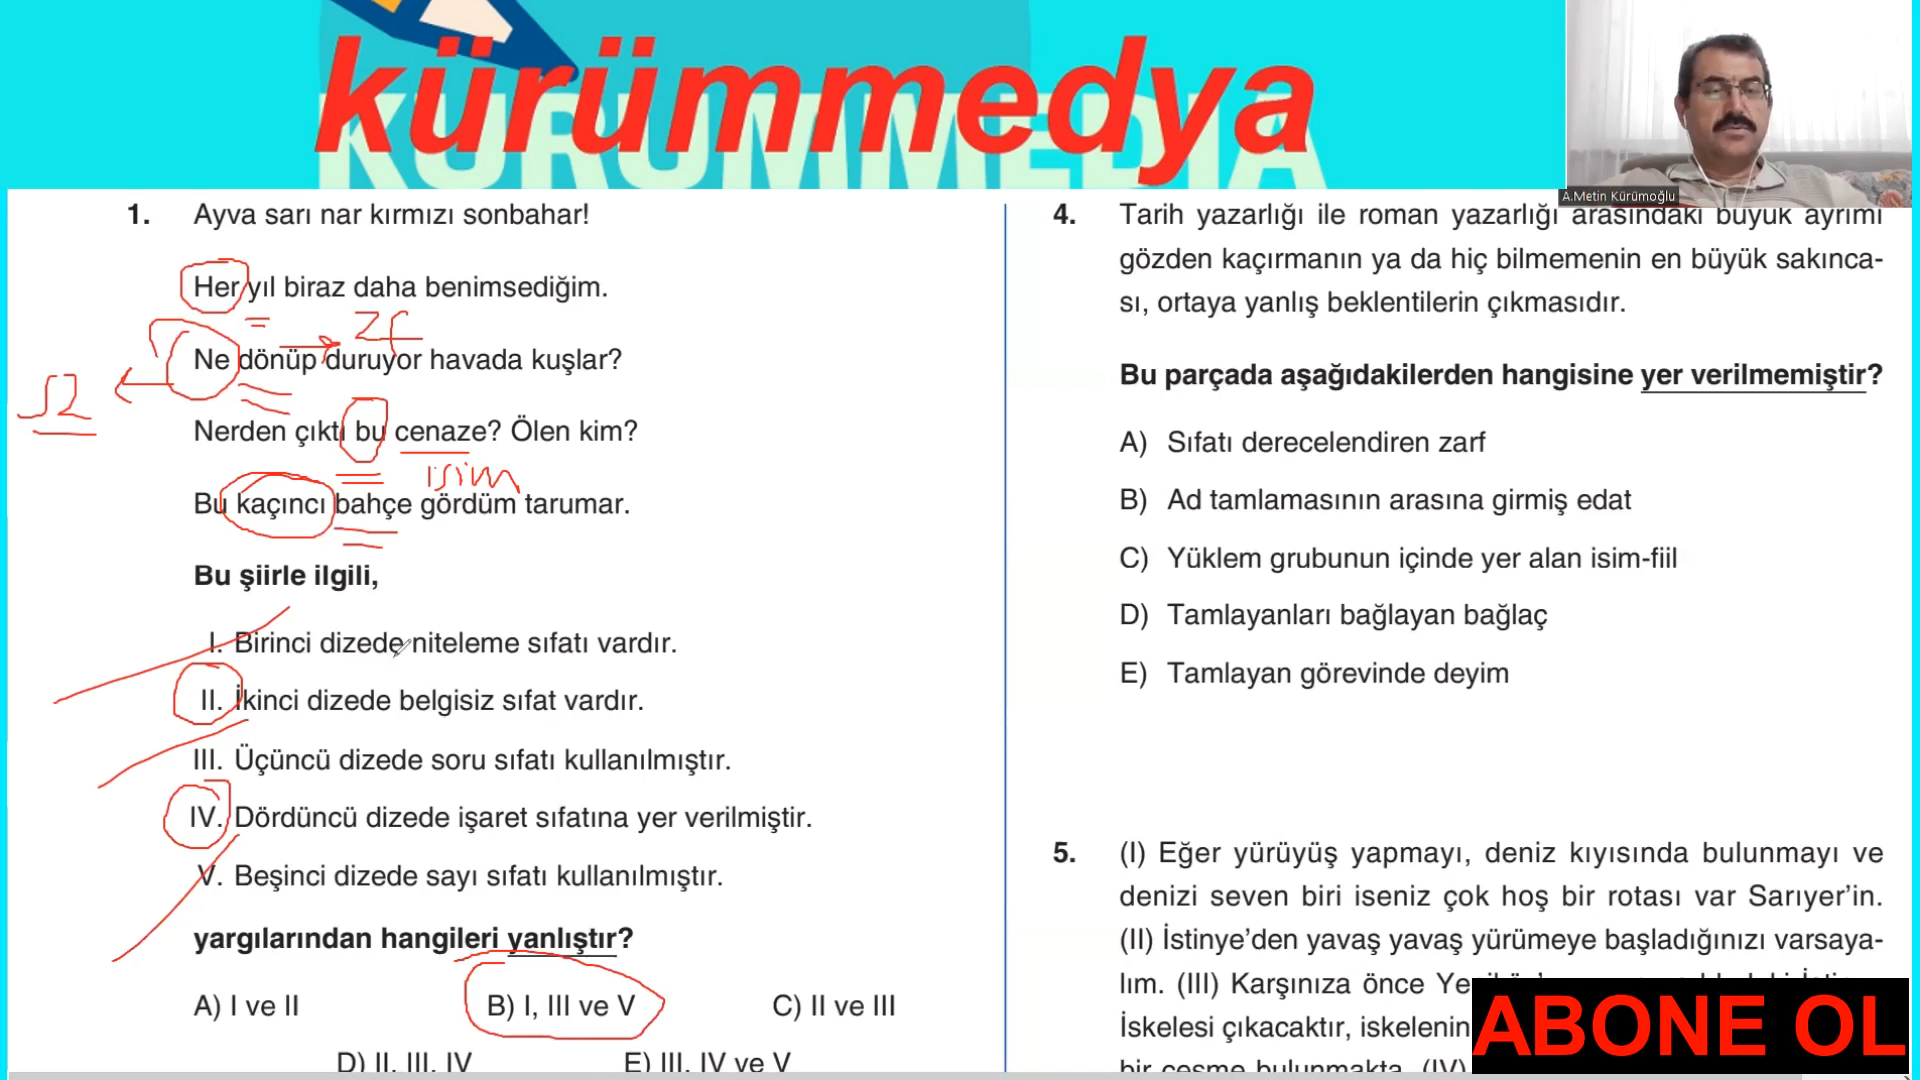 kürümmedya
KURUMMEDIA
A.Metin Kürümoğlu
1. Ayva sarı nar kırmızı sonbahar!
Her yıl biraz daha benimsediğim.
zf
Ne dönüp duruyor havada kuşlar?
sz
Nerden çıktı bu cenaze? Ölen kim?
isim
Bu kaçıncı bahçe gördüm tarumar.
Bu şiirle ilgili,
I. Birinci dizede niteleme sıfatı vardır.
II. İkinci dizede belgisiz sıfat vardır.
III. Üçüncü dizede soru sıfatı kullanılmıştır.
IV. Dördüncü dizede işaret sıfatına yer verilmiştir.
V. Beşinci dizede sayı sıfatı kullanılmıştır.
yargılarından hangileri yanlıştır?
A) I ve II B) I, III ve V C) II ve III
D) II, III, IV E) III, IV ve V
4. Tarih yazarlığı ile roman yazarlığı arasındaki büyük ayrımı
gözden kaçırmanın ya da hiç bilmemenin en büyük sakınca-
sı, ortaya yanlış beklentilerin çıkmasıdır.
Bu parçada aşağıdakilerden hangisine yer verilmemiştir?
A) Sıfatı derecelendiren zarf
B) Ad tamlamasının arasına girmiş edat
C) Yüklem grubunun içinde yer alan isim-fiil
D) Tamlayanları bağlayan bağlaç
E) Tamlayan görevinde deyim
5. (I) Eğer yürüyüş yapmayı, deniz kıyısında bulunmayı ve
denizi seven biri iseniz çok hoş bir rotası var Sarıyer'in.
(II) İstinye'den yavaş yavaş yürümeye başladığınızı varsaya-
lım. (III) Karşınıza önce
İskelesi çıkacaktır, iskelenin
bir çeşme bulunmakta. (IV)
ABONE OL